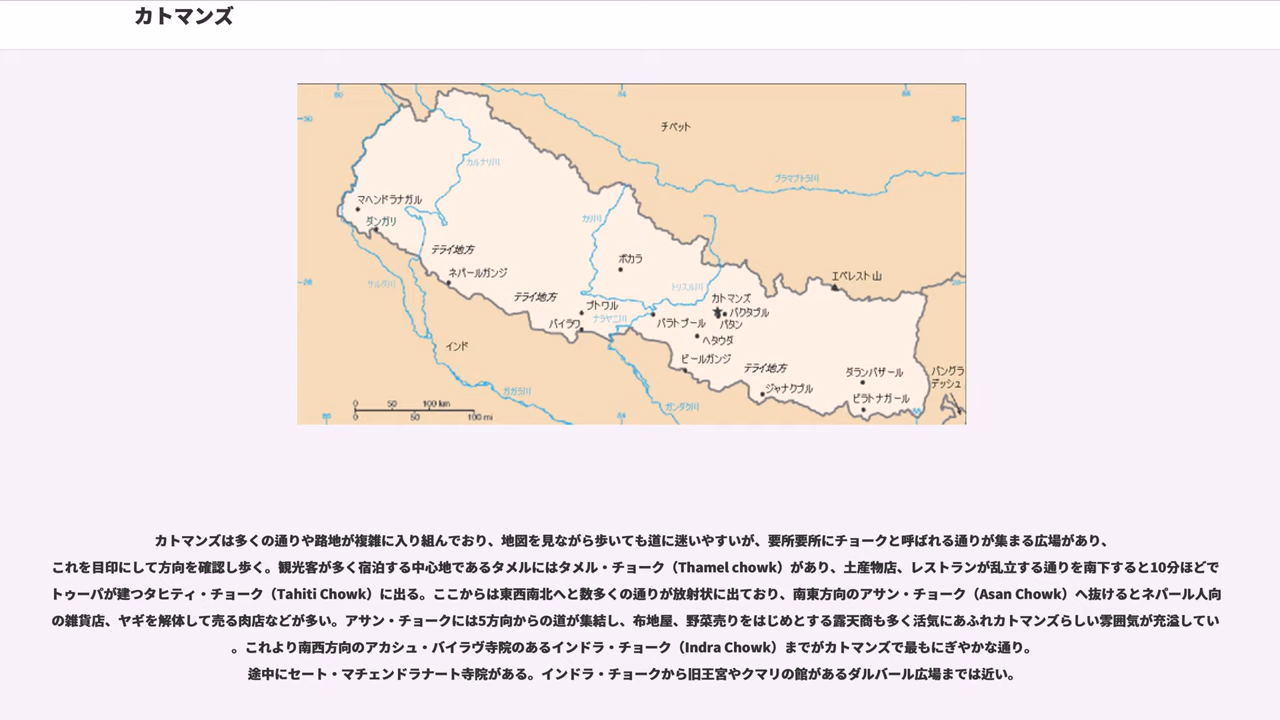 カトマンズ
80
84
88
30
30
チベット
カルナリ川
ブラマプトラ川
マヘンドラナガル
ダンガリ
カリ川
テライ地方
ポカラ
エベレスト山
サルダ川
ネパールガンジ
トリスル川
28
28
テライ地方
ブトワル
カトマンズ
バクタプル
バイラワ
ナラヤニ川
バラトプール
パタン
ヘタウダ
インド
ビールガンジ
テライ地方
ダランバザール
バングラ
デッシュ
ガガラ川
ジャナクプル
ビラトナガール
ガンダク川
0 50 100 km
0 50 100 mi
84
カトマンズは多くの通りや路地が複雑に入り組んでおり、地図を見ながら歩いても道に迷いやすいが、要所要所にチョークと呼ばれる通りが集まる広場があり、
これを目印にして方向を確認し歩く。観光客が多く宿泊する中心地であるタメルにはタメル・チョーク（Thamel chowk）があり、土産物店、レストランが乱立する通りを南下すると10分ほどで
トゥーパが建つタヒティ・チョーク（Tahiti Chowk）に出る。ここからは東西南北へと数多くの通りが放射状に出ており、南東方向のアサン・チョーク（Asan Chowk）へ抜けるとネパール人向
の雑貨店、ヤギを解体して売る肉店などが多い。アサン・チョークには5方向からの道が集結し、布地屋、野菜売りをはじめとする露天商も多く活気にあふれカトマンズらしい雰囲気が充溢してい
。これより南西方向のアカシュ・バイラヴ寺院のあるインドラ・チョーク（Indra Chowk）までがカトマンズで最もにぎやかな通り。
途中にセート・マチェンドラナート寺院がある。インドラ・チョークから旧王宮やクマリの館があるダルバール広場までは近い。